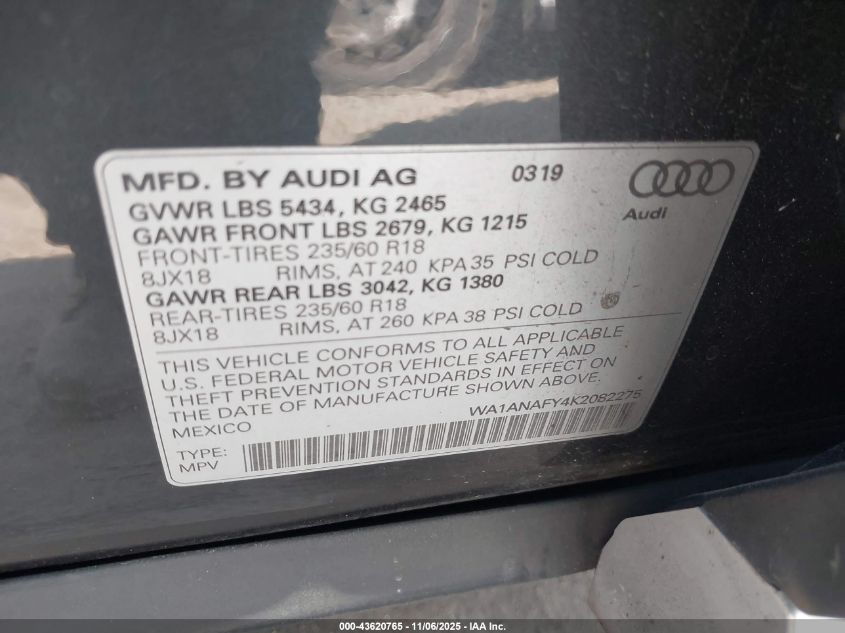 MFD. BY AUDI AG 0319
GVWR LBS 5434, KG 2465
Audi
GAWR FRONT LBS 2679, KG 1215
FRONT-TIRES 235/60 R18
8JX18 RIMS, AT 240 KPA 35 PSI COLD
GAWR REAR LBS 3042, KG 1380
REAR-TIRES 235/60 R18
8JX18 RIMS, AT 260 KPA 38 PSI COLD
THIS VEHICLE CONFORMS TO ALL APPLICABLE
U.S. FEDERAL MOTOR VEHICLE SAFETY AND
THEFT PREVENTION STANDARDS IN EFFECT ON
THE DATE OF MANUFACTURE SHOWN ABOVE.
MEXICO WA1ANAFY4K2082275
TYPE:
MPV
000-43620765 - 11/06/2025 - IAA Inc.